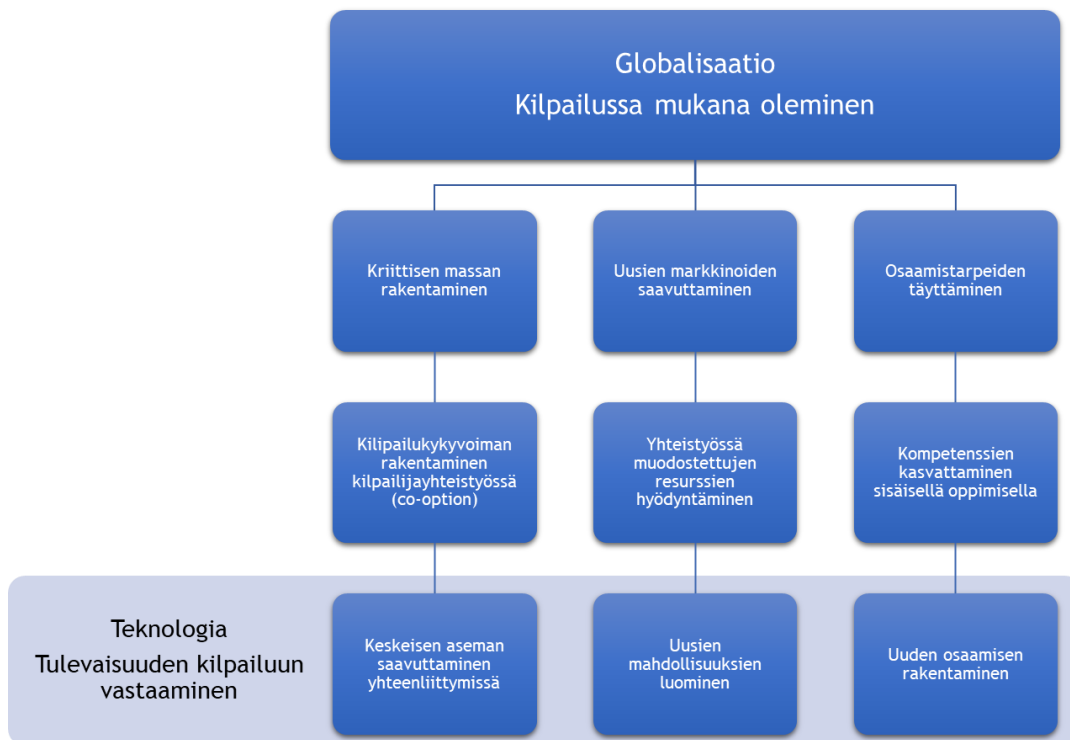 Globalisaatio
Kilpailussa mukana oleminen
Kriittisen massan
rakentaminen
Uusien markkinoiden
saavuttaminen
Osaamistarpeiden
täyttäminen
Kilipailukykyvoiman
rakentaminen
kilpailijayhteistyössä
(co-option)
Yhteistyössä
muodostettujen
resurssien
hyödyntäminen
Kompetenssien
kasvattaminen
sisäisellä oppimisella
Teknologia
Tulevaisuuden kilpailuun
vastaaminen
Keskeisen aseman
saavuttaminen
yhteenliittymissä
Uusien
mahdollisuuksien
luominen
Uuden osaamisen
rakentaminen